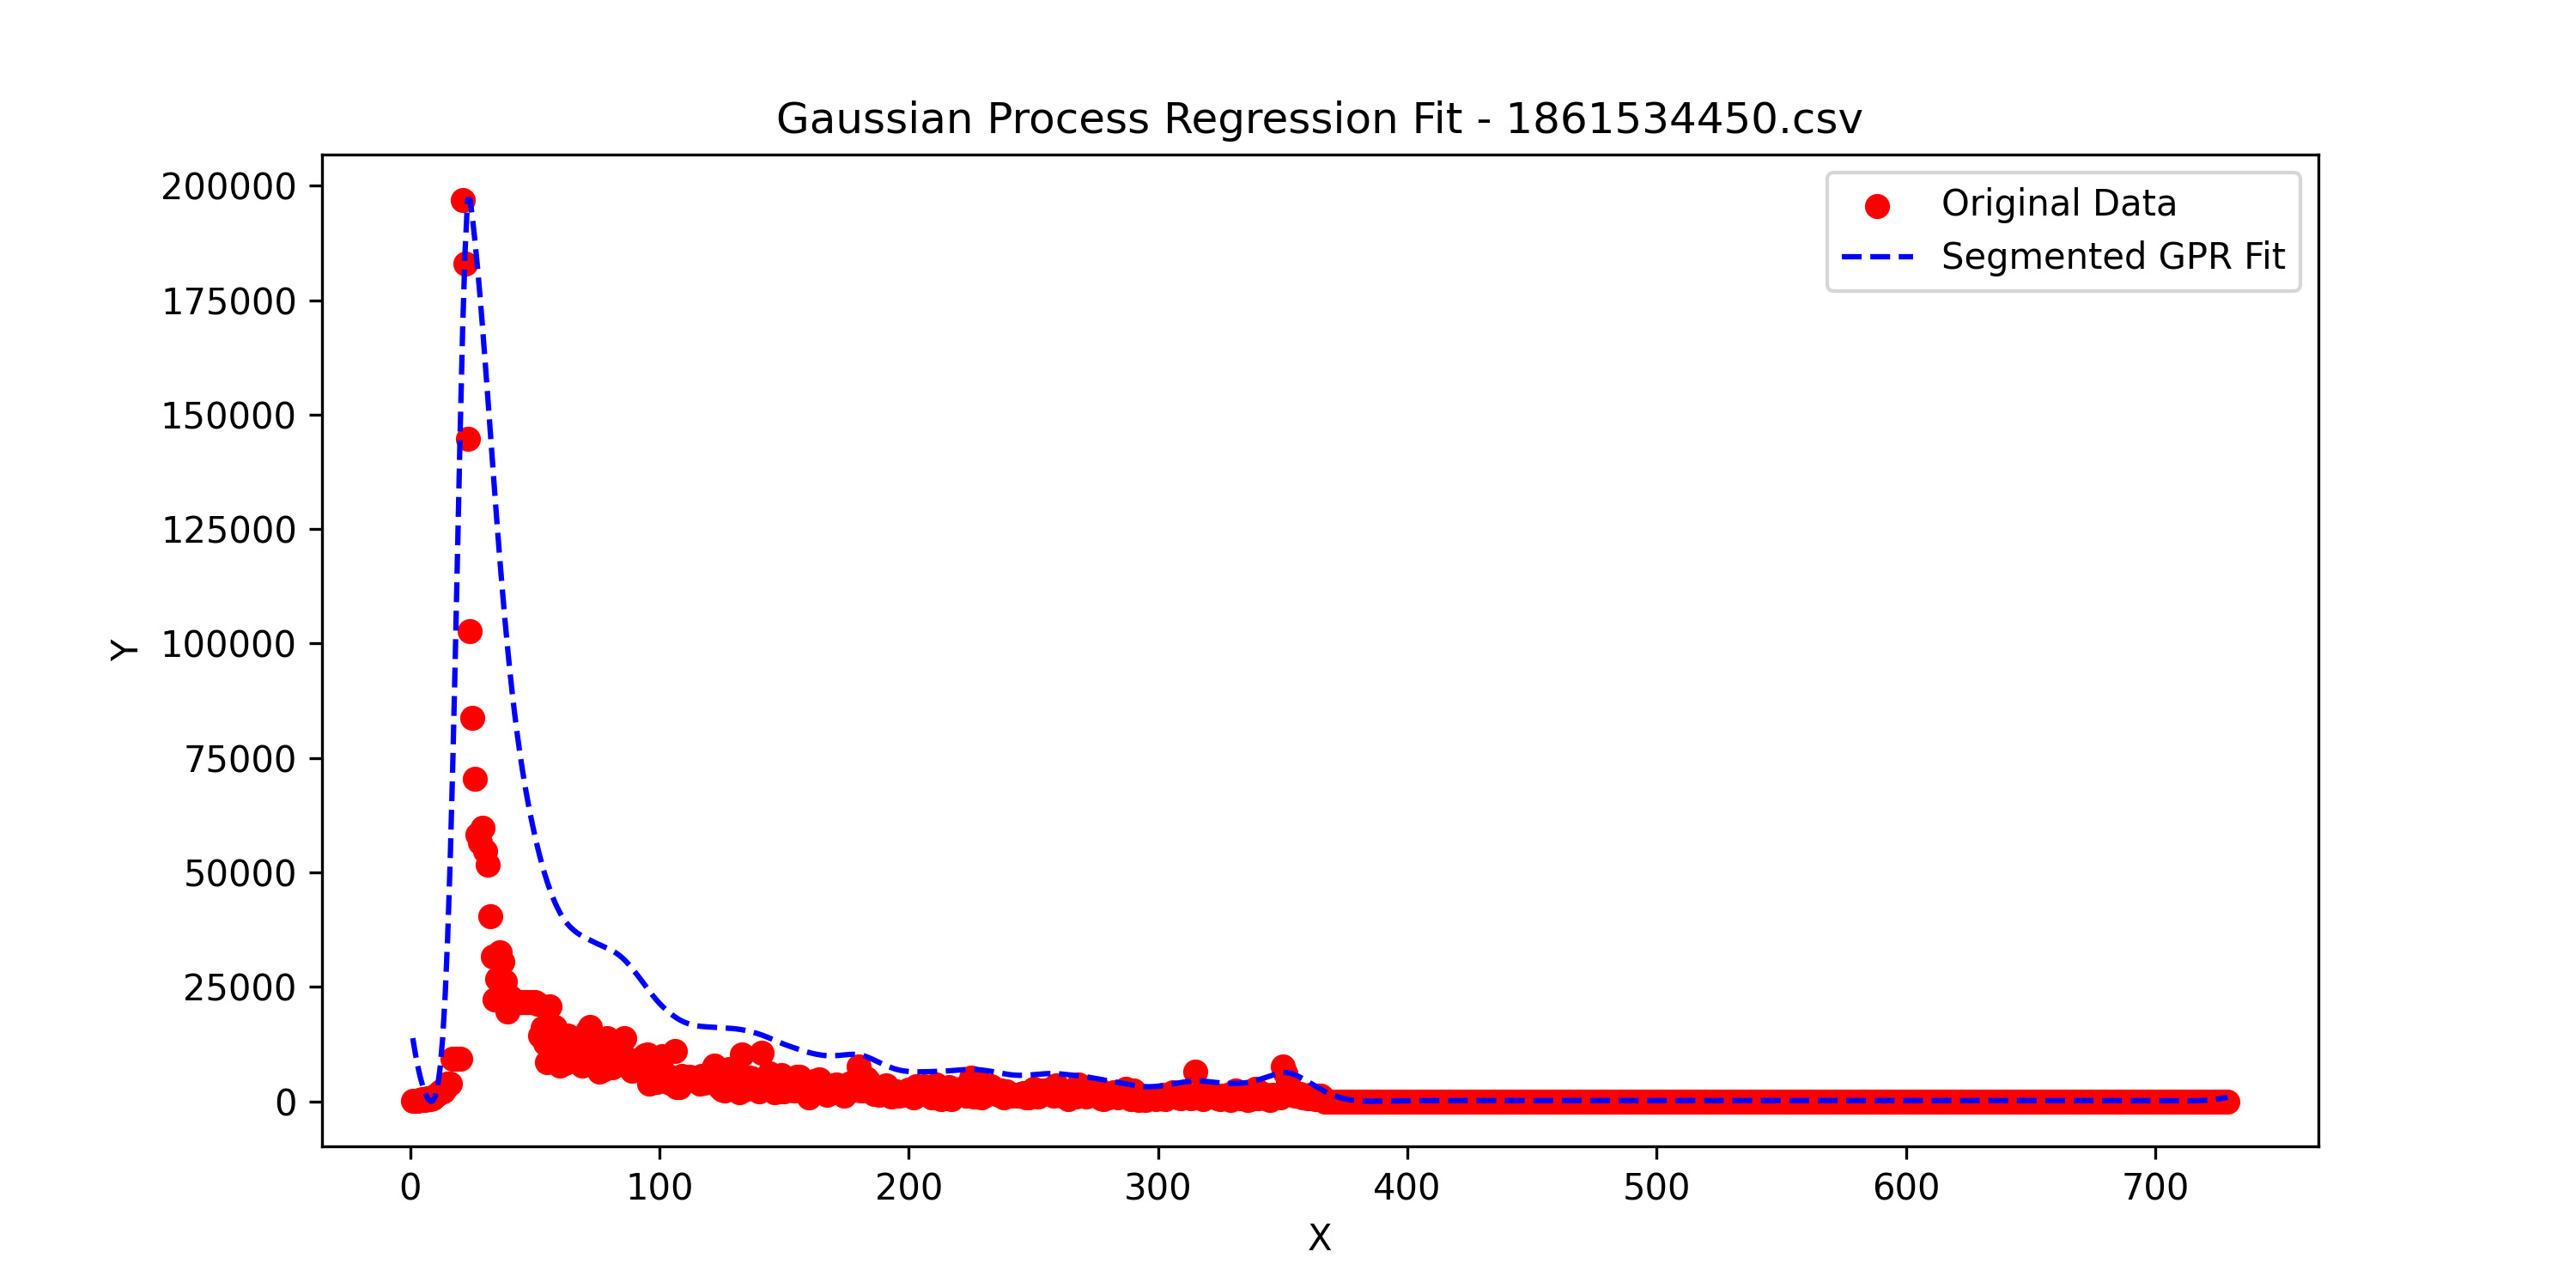 Gaussian Process Regression Fit - 1861534450.csv
Original Data
Segmented GPR Fit
200000
175000
150000
125000
100000
75000
50000
25000
0
Y
0 100 200 300 400 500 600 700
X